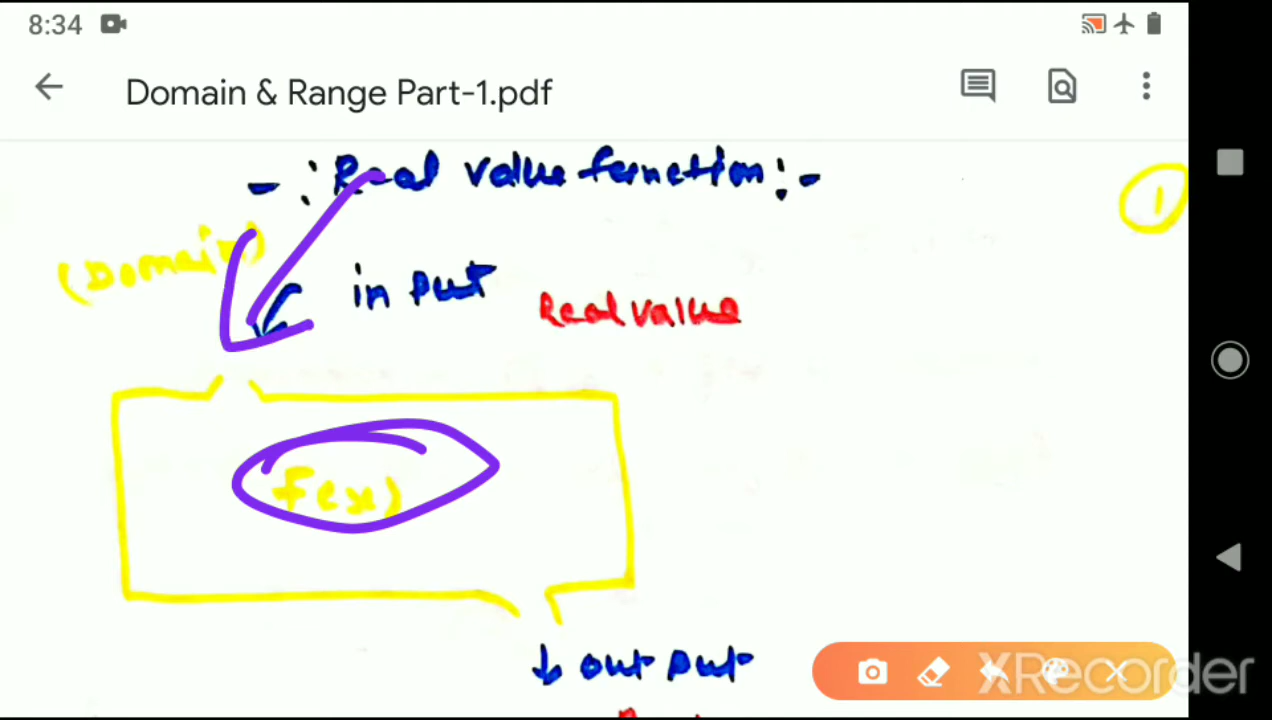 8:34
Domain & Range Part-1.pdf
-: Real value function :-
1
(Domain)
in put
Real value
f(x)
↓ out put
XRecorder